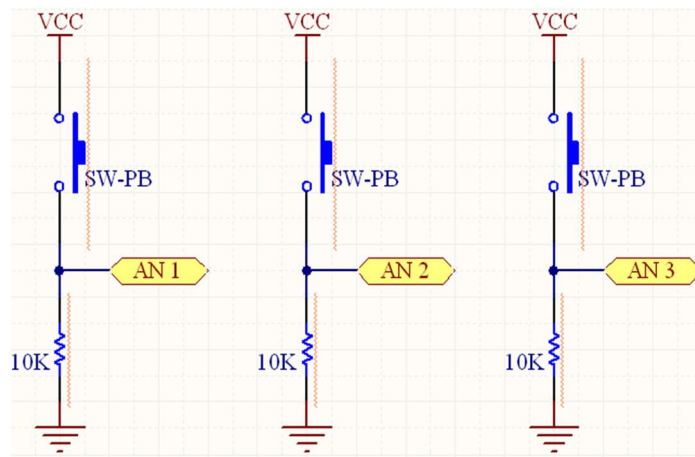 VCC VCC VCC
SW-PB SW-PB SW-PB
AN 1 AN 2 AN 3
10K 10K 10K